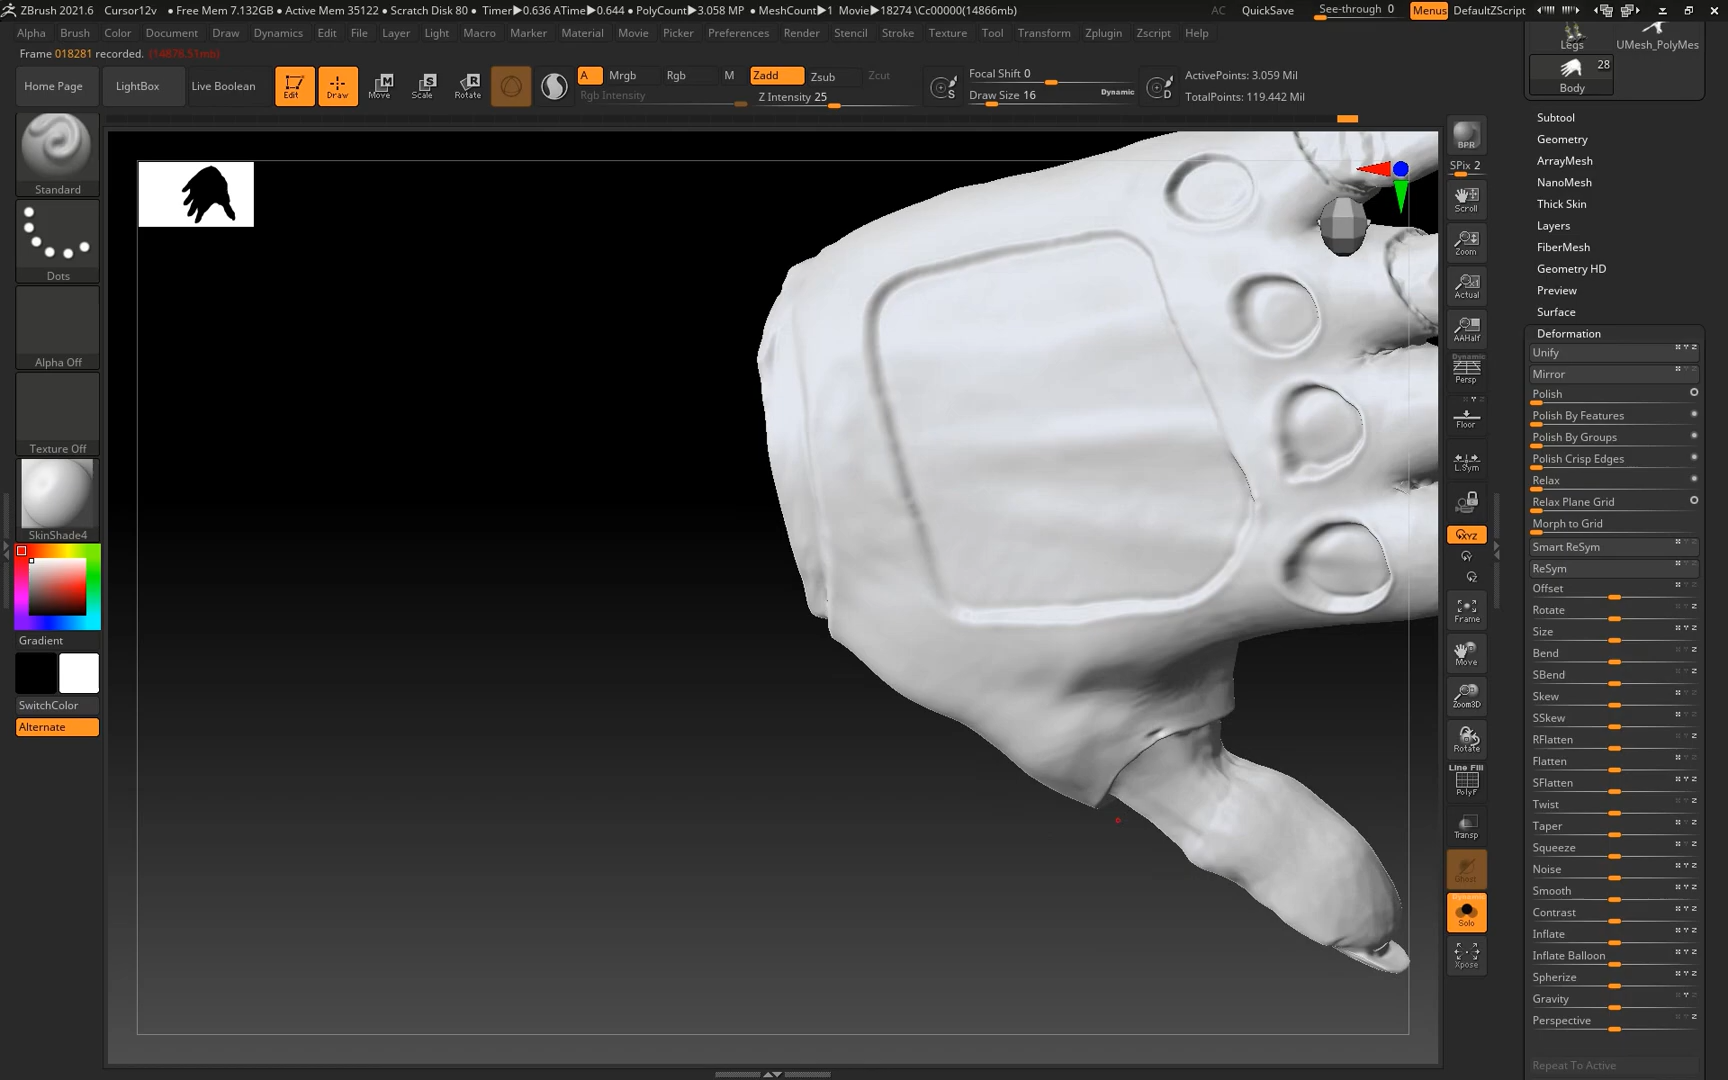 ZBrush 2021.6 Cursor12v ● Free Mem 7.132GB ● Active Mem 35122 ● Scratch Disk 80 ● Timer▶0.636 ATime▶0.644 ● PolyCount▶3.058 MP ● MeshCount▶1 Movie▶18274 \Cc00000(14866mb) AC QuickSave See-through 0 Menus DefaultZScript
Alpha Brush Color Document Draw Dynamics Edit File Layer Light Macro Marker Material Movie Picker Preferences Render Stencil Stroke Texture Tool Transform Zplugin Zscript Help
Frame 018281 recorded. (14876.51mb)
Home Page LightBox Live Boolean Edit Draw Move Scale Rotate
A Mrgb Rgb M Zadd Zsub Zcut
Rgb Intensity Z Intensity 25
S Focal Shift 0
Draw Size 16 Dynamic D
ActivePoints: 3.059 Mil
TotalPoints: 119.442 Mil
Standard
Dots
Alpha Off
Texture Off
SkinShade4
Gradient
SwitchColor
Alternate
BPR
SPix 2
Scroll
Zoom
Actual
AAHalf
Dynamic
Persp
Floor
L.Sym
XYZ
Y
Z
Frame
Move
Zoom3D
Rotate
Line Fill
PolyF
Transp
Ghost
Dynamic
Solo
Xpose
Legs UMesh_PolyMes
28
Body
Subtool
Geometry
ArrayMesh
NanoMesh
Thick Skin
Layers
FiberMesh
Geometry HD
Preview
Surface
Deformation
Unify
Mirror
Polish
Polish By Features
Polish By Groups
Polish Crisp Edges
Relax
Relax Plane Grid
Morph to Grid
Smart ReSym
ReSym
Offset
Rotate
Size
Bend
SBend
Skew
SSkew
RFlatten
Flatten
SFlatten
Twist
Taper
Squeeze
Noise
Smooth
Contrast
Inflate
Inflate Balloon
Spherize
Gravity
Perspective
Repeat To Active